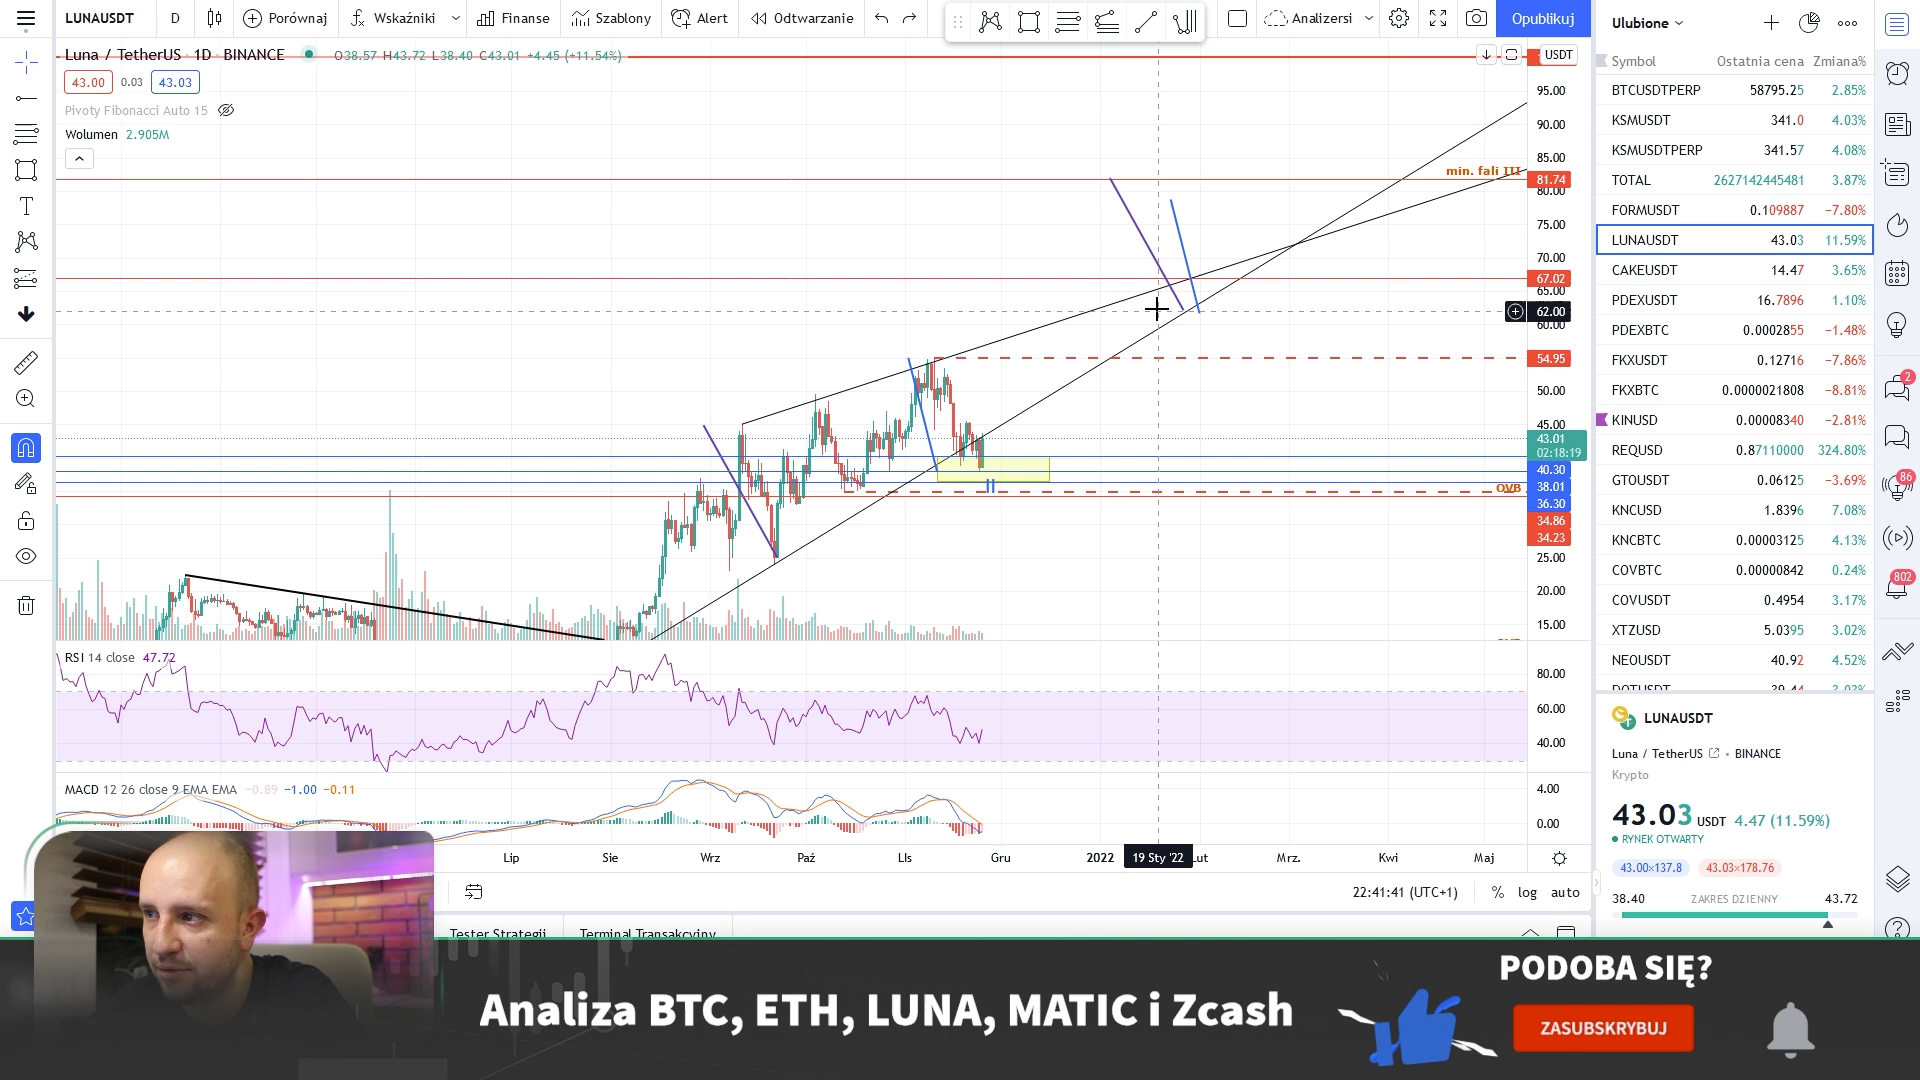 LUNAUSDT D Porównaj Wskaźniki Finanse Szablony Alert Odtwarzanie Analizersi Opublikuj
Luna / TetherUS · 1D · BINANCE O38.57 H43.72 L38.40 C43.01 +4.45 (+11.54%)
43.00 0.03 43.03
Pivoty Fibonacci Auto 15
Wolumen 2.905M
USDT
95.00
90.00
85.00
min. fali III 81.74
80.00
75.00
70.00
67.02
65.00
62.00
60.00
54.95
50.00
45.00
43.01
02:18:19
40.30
38.01
II
OVB
36.30
34.86
34.23
25.00
20.00
15.00
RSI 14 close 47.72
80.00
60.00
40.00
MACD 12 26 close 9 EMA EMA −0.89 −1.00 −0.11
4.00
0.00
Lip Sie Wrz Paź Lis Gru 2022 19 Sty '22 Lut Mrz. Kwi Maj
22:41:41 (UTC+1) % log auto
Tester Strategii Terminal Transakcyjny
Ulubione
Symbol Ostatnia cena Zmiana%
BTCUSDTPERP 58795.25 2.85%
KSMUSDT 341.0 4.03%
KSMUSDTPERP 341.57 4.08%
TOTAL 2627142445481 3.87%
FORMUSDT 0.109887 −7.80%
LUNAUSDT 43.03 11.59%
CAKEUSDT 14.47 3.65%
PDEXUSDT 16.7896 1.10%
PDEXBTC 0.0002855 −1.48%
FKXUSDT 0.12716 −7.86%
FKXBTC 0.0000021808 −8.81%
KINUSD 0.00008340 −2.81%
REQUSD 0.87110000 324.80%
GTOUSDT 0.06125 −3.69%
KNCUSD 1.8396 7.08%
KNCBTC 0.00003125 4.13%
COVBTC 0.00000842 0.24%
COVUSDT 0.4954 3.17%
XTZUSD 5.0395 3.02%
NEOUSDT 40.92 4.52%
DOTUSDT 39.44 3.03%
2
86
802
LUNAUSDT
Luna / TetherUS • BINANCE
Krypto
43.03 USDT 4.47 (11.59%)
RYNEK OTWARTY
43.00×137.8 43.03×178.76
38.40 ZAKRES DZIENNY 43.72
Analiza BTC, ETH, LUNA, MATIC i Zcash
PODOBA SIĘ?
ZASUBSKRYBUJ